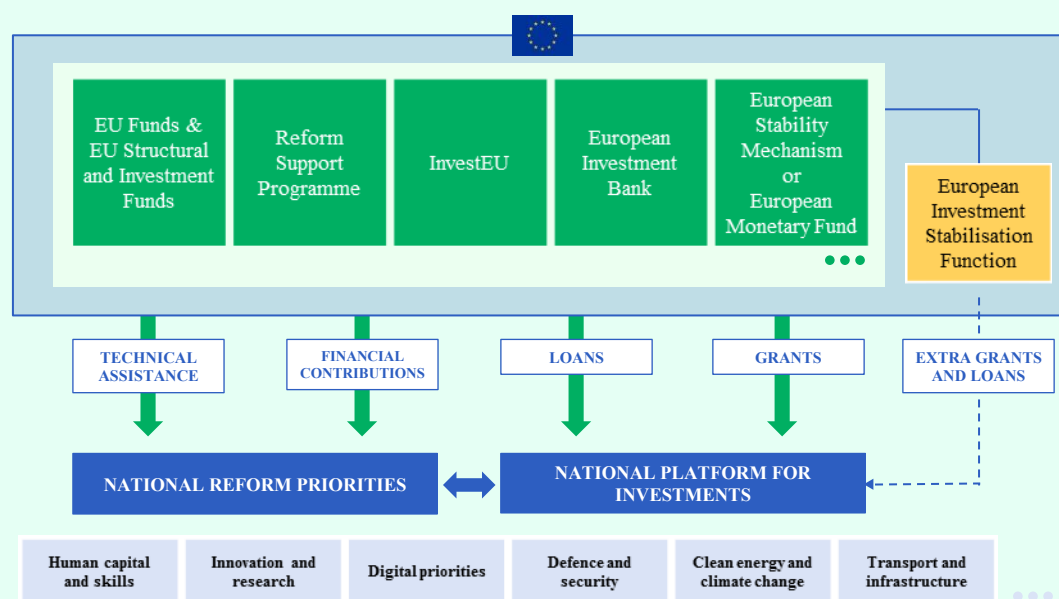 EU Funds &
EU Structural
and Investment
Funds
Reform
Support
Programme
InvestEU
European
Investment
Bank
European
Stability
Mechanism
or
European
Monetary Fund
European
Investment
Stabilisation
Function
TECHNICAL
ASSISTANCE
FINANCIAL
CONTRIBUTIONS
LOANS
GRANTS
EXTRA GRANTS
AND LOANS
NATIONAL REFORM PRIORITIES
NATIONAL PLATFORM FOR
INVESTMENTS
Human capital
and skills
Innovation and
research
Digital priorities
Defence and
security
Clean energy and
climate change
Transport and
infrastructure